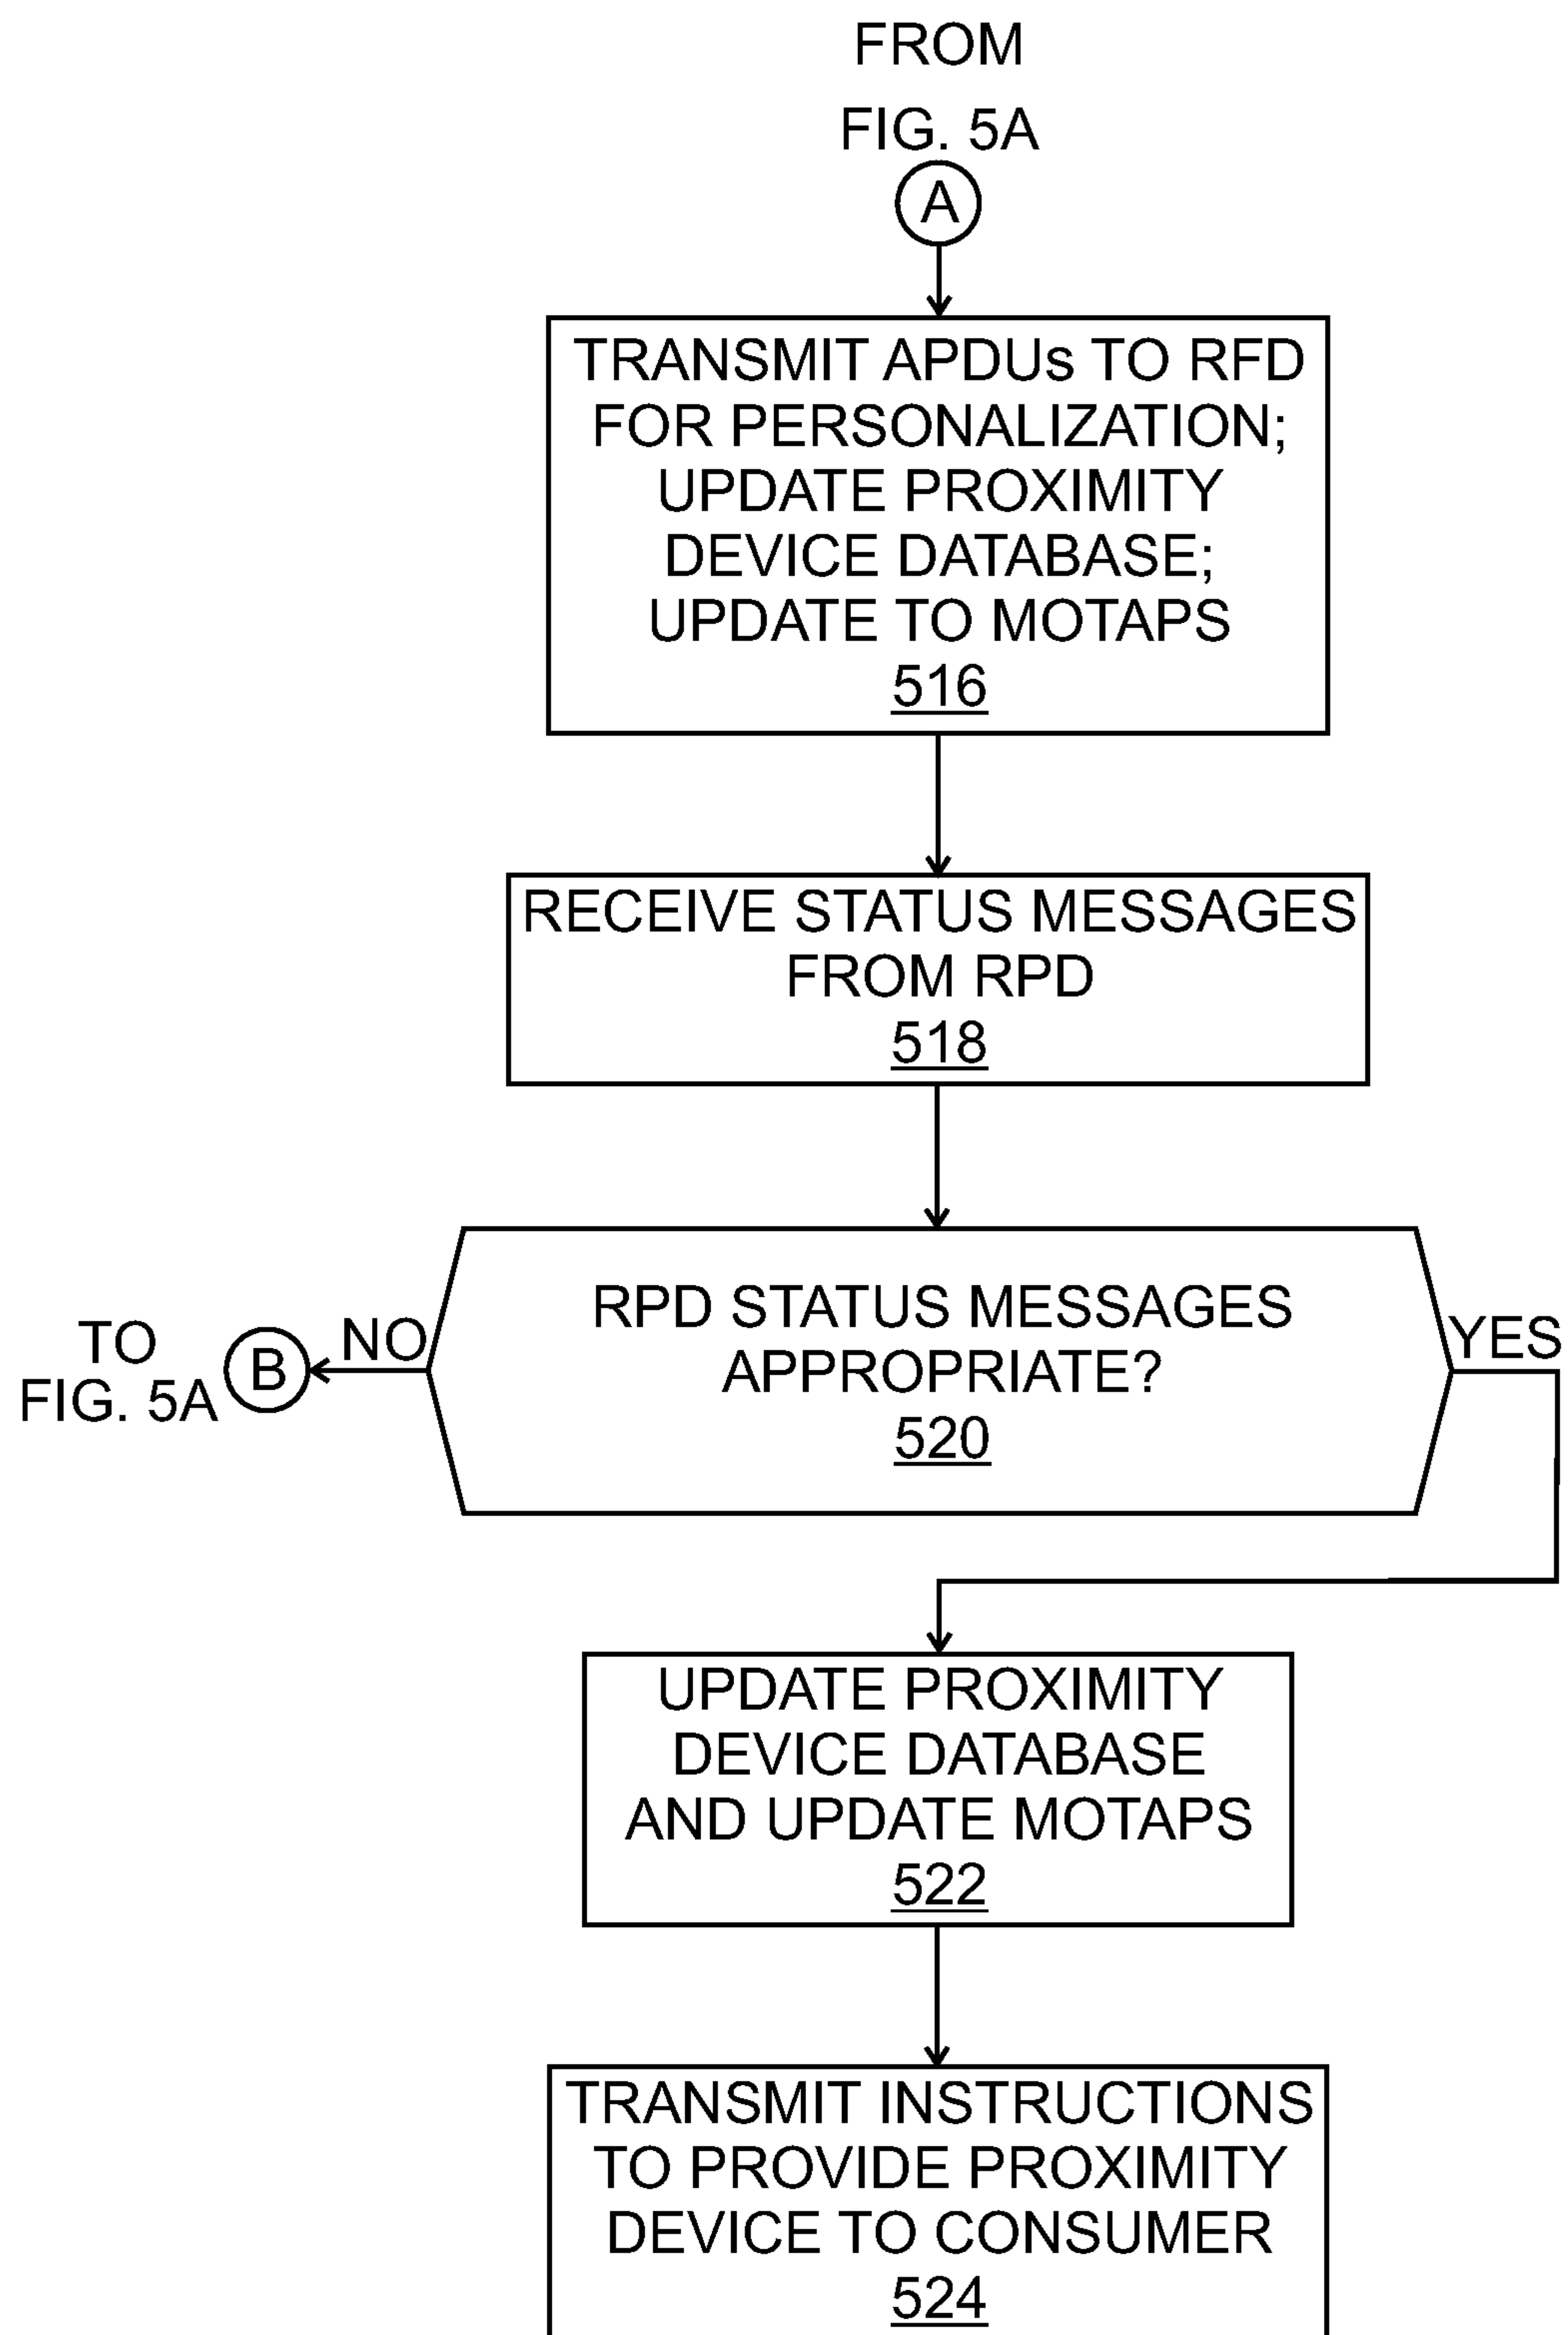 FROM
FIG. 5A
A
TRANSMIT APDUs TO RFD
FOR PERSONALIZATION;
UPDATE PROXIMITY
DEVICE DATABASE;
UPDATE TO MOTAPS
516
RECEIVE STATUS MESSAGES
FROM RPD
518
RPD STATUS MESSAGES
APPROPRIATE?
520
NO
B
TO
FIG. 5A
YES
UPDATE PROXIMITY
DEVICE DATABASE
AND UPDATE MOTAPS
522
TRANSMIT INSTRUCTIONS
TO PROVIDE PROXIMITY
DEVICE TO CONSUMER
524